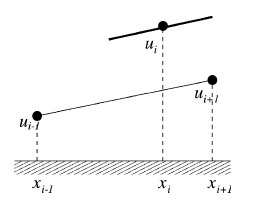 u_i
u_{i-1}
u_{i+1}
x_{i-1} x_i x_{i+1}